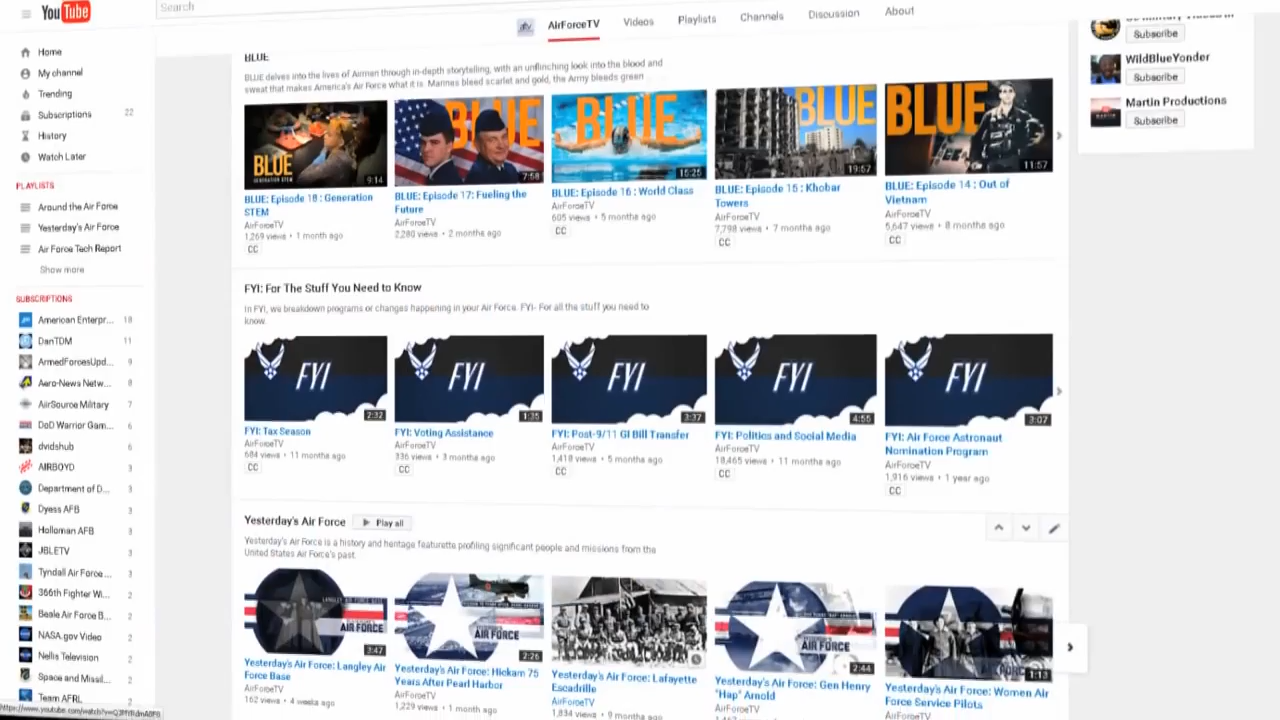 YouTube
Search
AirForceTV Videos Playlists Channels Discussion About
Home
My channel
Trending
Subscriptions 22
History
Watch Later
PLAYLISTS
Around the Air Force
Yesterday's Air Force
Air Force Tech Report
Show more
SUBSCRIPTIONS
American Enterpr... 18
DanTDM 11
ArmedForcesUpd... 9
Aero-News Netw... 8
AirSource Military 7
DoD Warrior Gam... 6
dvidshub 6
AIRBOYD 3
Department of D... 3
Dyess AFB 3
Holloman AFB 3
JBLETV 3
Tyndall Air Force ... 3
366th Fighter Wi... 2
Beale Air Force B... 2
NASA.gov Video 2
Nellis Television 2
Space and Missil... 2
Team AFRL 2
BLUE
BLUE delves into the lives of Airmen through in-depth storytelling, with an unflinching look into the blood and
sweat that makes America's Air Force what it is. Marines bleed scarlet and gold, the Army bleeds green
BLUE
GENERATION STEM
9:14
BLUE: Episode 18 : Generation
STEM
AirForceTV
1,269 views • 1 month ago
CC
BLUE
7:58
BLUE: Episode 17: Fueling the
Future
AirForceTV
2,280 views • 2 months ago
BLUE
15:25
BLUE: Episode 16 : World Class
AirForceTV
605 views • 5 months ago
CC
BLUE
19:57
BLUE: Episode 15 : Khobar
Towers
AirForceTV
7,798 views • 7 months ago
CC
BLUE
11:57
BLUE: Episode 14 : Out of
Vietnam
AirForceTV
5,647 views • 8 months ago
CC
FYI: For The Stuff You Need to Know
In FYI, we breakdown programs or changes happening in your Air Force. FYI- For all the stuff you need to
know.
FYI
2:32
FYI: Tax Season
AirForceTV
684 views • 11 months ago
CC
FYI
1:35
FYI: Voting Assistance
AirForceTV
336 views • 3 months ago
CC
FYI
3:37
FYI: Post-9/11 GI Bill Transfer
AirForceTV
1,418 views • 5 months ago
CC
FYI
4:55
FYI: Politics and Social Media
AirForceTV
18,465 views • 11 months ago
CC
FYI
3:07
FYI: Air Force Astronaut
Nomination Program
AirForceTV
1,916 views • 1 year ago
CC
Yesterday's Air Force Play all
Yesterday's Air Force is a history and heritage featurette profiling significant people and missions from the
United States Air Force's past.
AIR FORCE
3:47
Yesterday's Air Force: Langley Air
Force Base
AirForceTV
162 views • 4 weeks ago
AIR FORCE
2:26
Yesterday's Air Force: Hickam 75
Years After Pearl Harbor
AirForceTV
1,229 views • 1 month ago
Yesterday's Air Force: Lafayette
Escadrille
AirForceTV
1,834 views • 9 months ago
AIR FORCE
2:44
Yesterday's Air Force: Gen Henry
"Hap" Arnold
AirForceTV
1:13
Yesterday's Air Force: Women Air
Force Service Pilots
AirForceTV
Subscribe
WildBlueYonder
Subscribe
Martin Productions
Subscribe